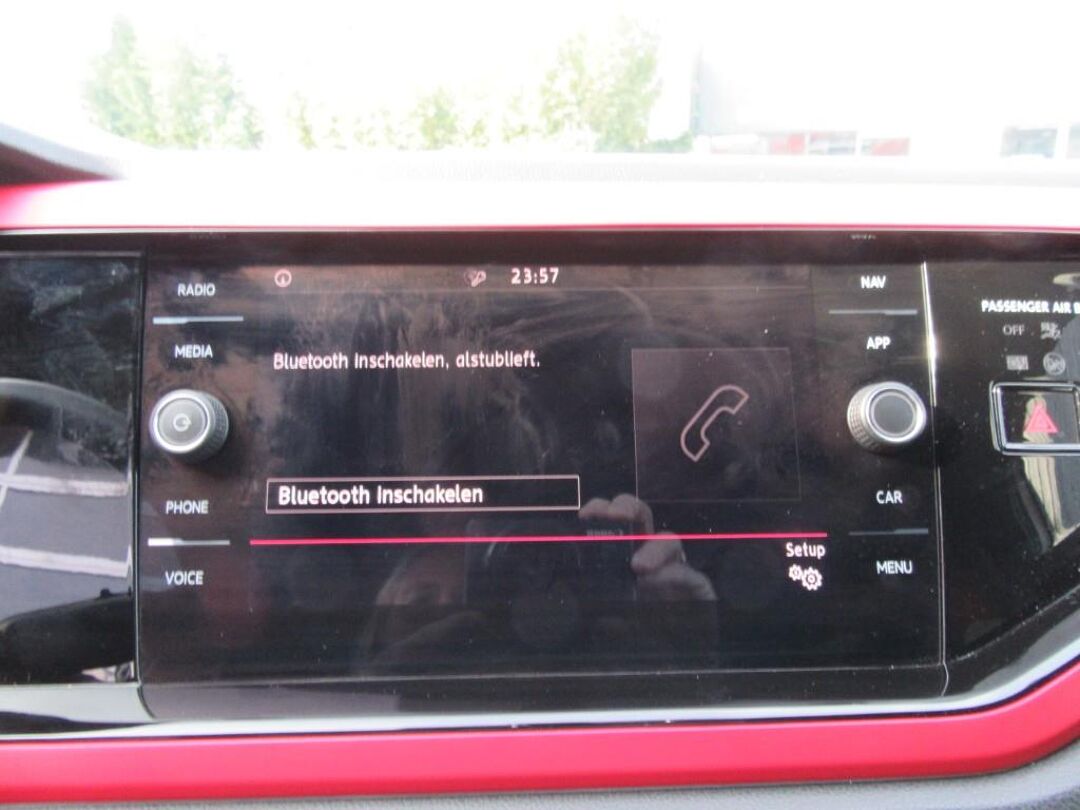 RADIO
MEDIA
PHONE
VOICE
23:57
Bluetooth inschakelen, alstublieft.
Bluetooth inschakelen
Setup
NAV
APP
CAR
MENU
PASSENGER AIR
OFF